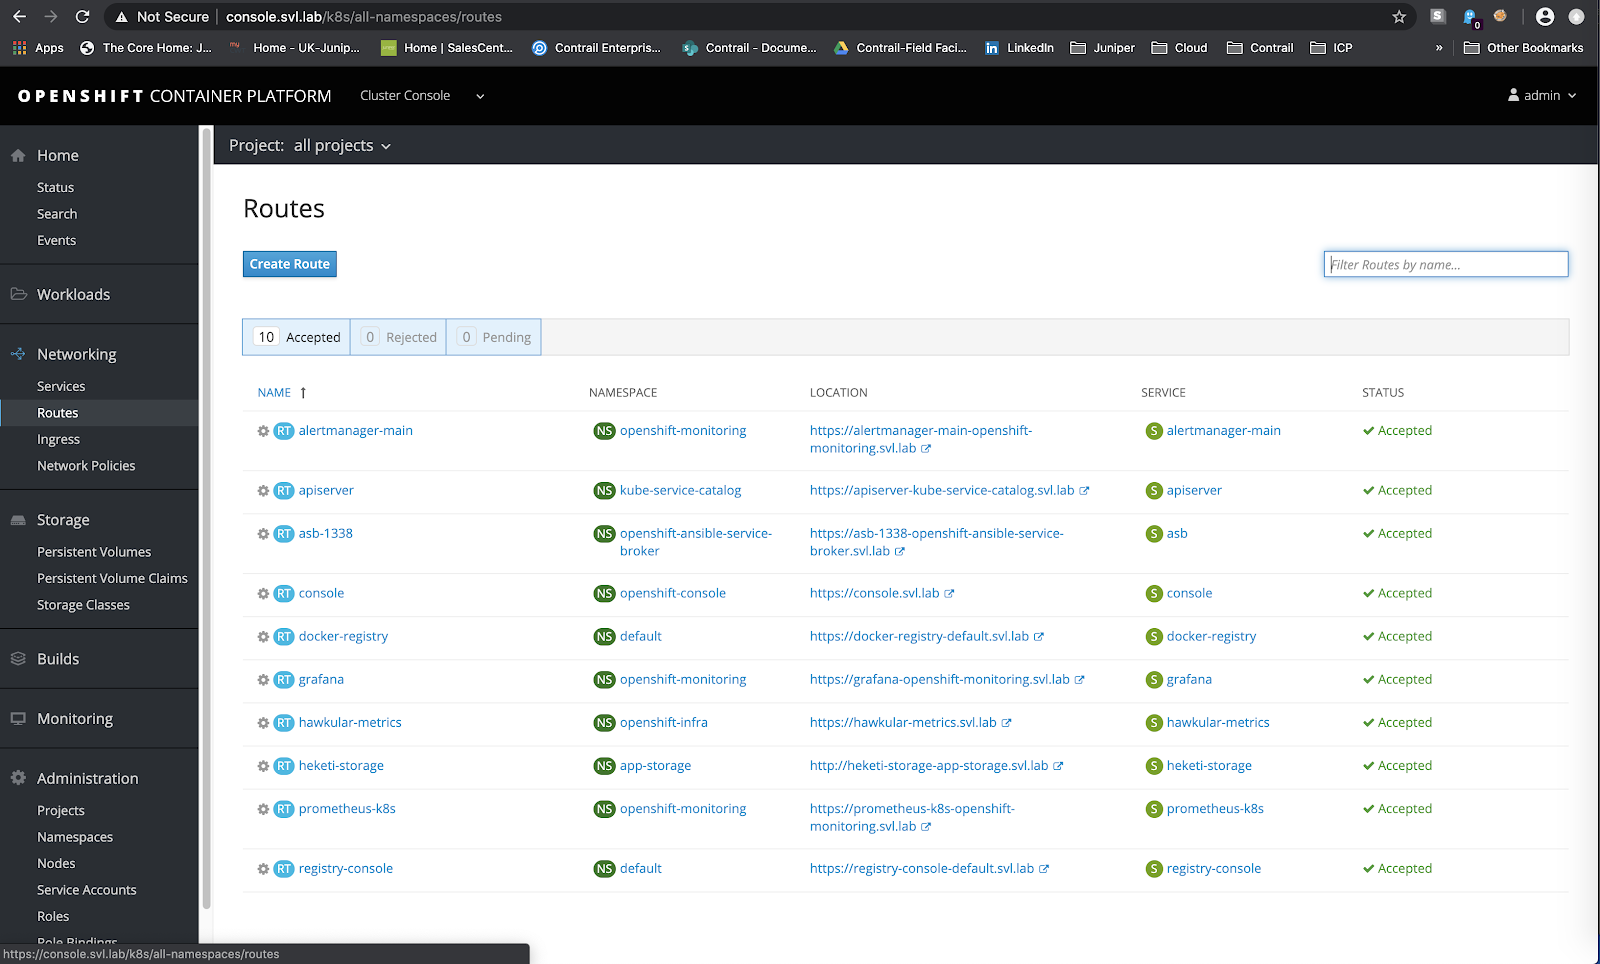 Not Secure console.svl.lab/k8s/all-namespaces/routes
S 0
Apps The Core Home: J... my Home - UK-Junip... Home | SalesCent... Contrail Enterpris... Contrail - Docume... Contrail-Field Faci... LinkedIn Juniper Cloud Contrail ICP » Other Bookmarks
OPENSHIFT CONTAINER PLATFORM Cluster Console admin
Project: all projects
Home
Status
Search
Events
Workloads
Networking
Services
Routes
Ingress
Network Policies
Storage
Persistent Volumes
Persistent Volume Claims
Storage Classes
Builds
Monitoring
Administration
Projects
Namespaces
Nodes
Service Accounts
Roles
Role Bindings
Routes
Create Route
Filter Routes by name...
10 Accepted 0 Rejected 0 Pending
NAME ↑ NAMESPACE LOCATION SERVICE STATUS
RT alertmanager-main NS openshift-monitoring https://alertmanager-main-openshift- S alertmanager-main Accepted
monitoring.svl.lab
RT apiserver NS kube-service-catalog https://apiserver-kube-service-catalog.svl.lab S apiserver Accepted
RT asb-1338 NS openshift-ansible-service- https://asb-1338-openshift-ansible-service- S asb Accepted
broker broker.svl.lab
RT console NS openshift-console https://console.svl.lab S console Accepted
RT docker-registry NS default https://docker-registry-default.svl.lab S docker-registry Accepted
RT grafana NS openshift-monitoring https://grafana-openshift-monitoring.svl.lab S grafana Accepted
RT hawkular-metrics NS openshift-infra https://hawkular-metrics.svl.lab S hawkular-metrics Accepted
RT heketi-storage NS app-storage http://heketi-storage-app-storage.svl.lab S heketi-storage Accepted
RT prometheus-k8s NS openshift-monitoring https://prometheus-k8s-openshift- S prometheus-k8s Accepted
monitoring.svl.lab
RT registry-console NS default https://registry-console-default.svl.lab S registry-console Accepted
https://console.svl.lab/k8s/all-namespaces/routes